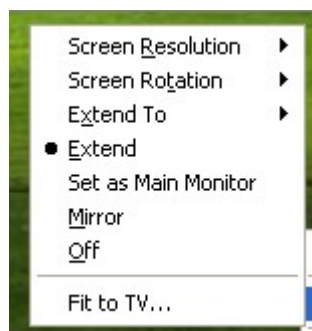 Screen Resolution
Screen Rotation
Extend To
Extend
Set as Main Monitor
Mirror
Off
Fit to TV...